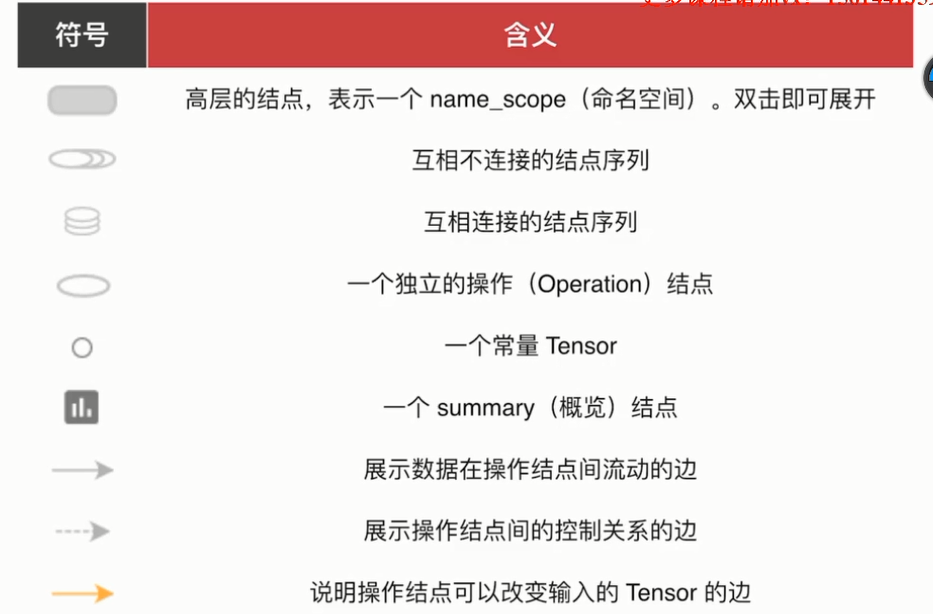 符号 含义
高层的结点，表示一个 name_scope（命名空间）。双击即可展开
互相不连接的结点序列
互相连接的结点序列
一个独立的操作（Operation）结点
一个常量 Tensor
一个 summary（概览）结点
展示数据在操作结点间流动的边
展示操作结点间的控制关系的边
说明操作结点可以改变输入的 Tensor 的边